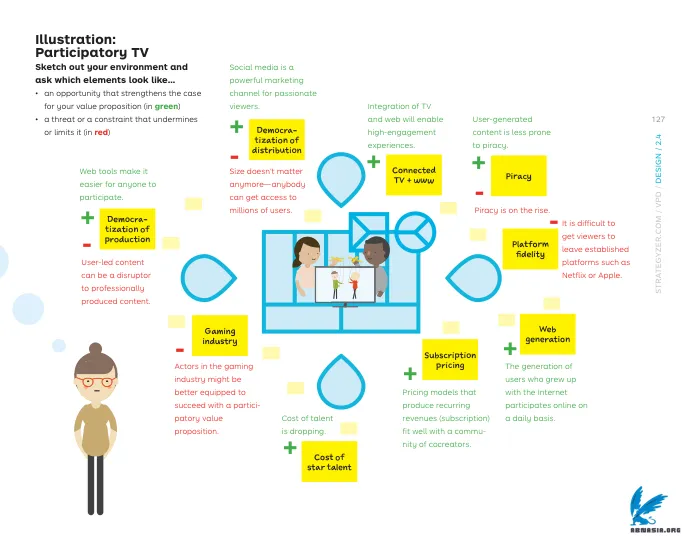 Illustration:
Participatory TV
Sketch out your environment and
ask which elements look like…
• an opportunity that strengthens the case
for your value proposition (in green)
• a threat or a constraint that undermines
or limits it (in red)
Social media is a
powerful marketing
channel for passionate
viewers.
+
Democra-
tization of
distribution
-
Size doesn't matter
anymore—anybody
can get access to
millions of users.
Integration of TV
and web will enable
high-engagement
experiences.
+
Connected
TV + www
User-generated
content is less prone
to piracy.
+
Piracy
-
Piracy is on the rise.
127
STRATEGYZER.COM / VPD / DESIGN / 2.4
Web tools make it
easier for anyone to
participate.
+
Democra-
tization of
production
-
User-led content
can be a disruptor
to professionally
produced content.
Platform
fidelity
-
It is difficult to
get viewers to
leave established
platforms such as
Netflix or Apple.
Gaming
industry
-
Actors in the gaming
industry might be
better equipped to
succeed with a partici-
patory value
proposition.
Cost of talent
is dropping.
+
Cost of
star talent
Subscription
pricing
+
Pricing models that
produce recurring
revenues (subscription)
fit well with a commu-
nity of cocreators.
Web
generation
+
The generation of
users who grew up
with the Internet
participates online on
a daily basis.
ABNASIA.ORG